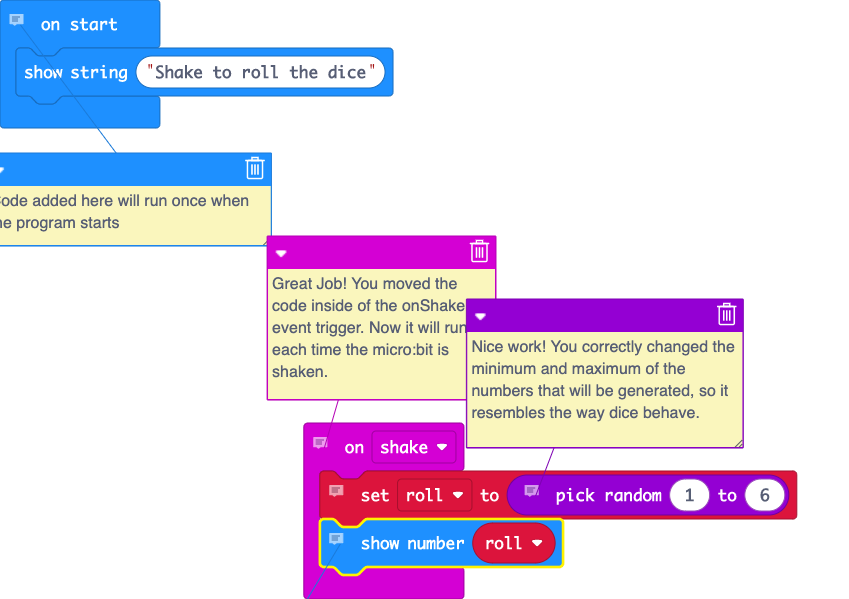 on start
show string "Shake to roll the dice"
ode added here will run once when
e program starts
Great Job! You moved the
code inside of the onShake
event trigger. Now it will run
each time the micro:bit is
shaken.
Nice work! You correctly changed the
minimum and maximum of the
numbers that will be generated, so it
resembles the way dice behave.
on shake
set roll to pick random 1 to 6
show number roll